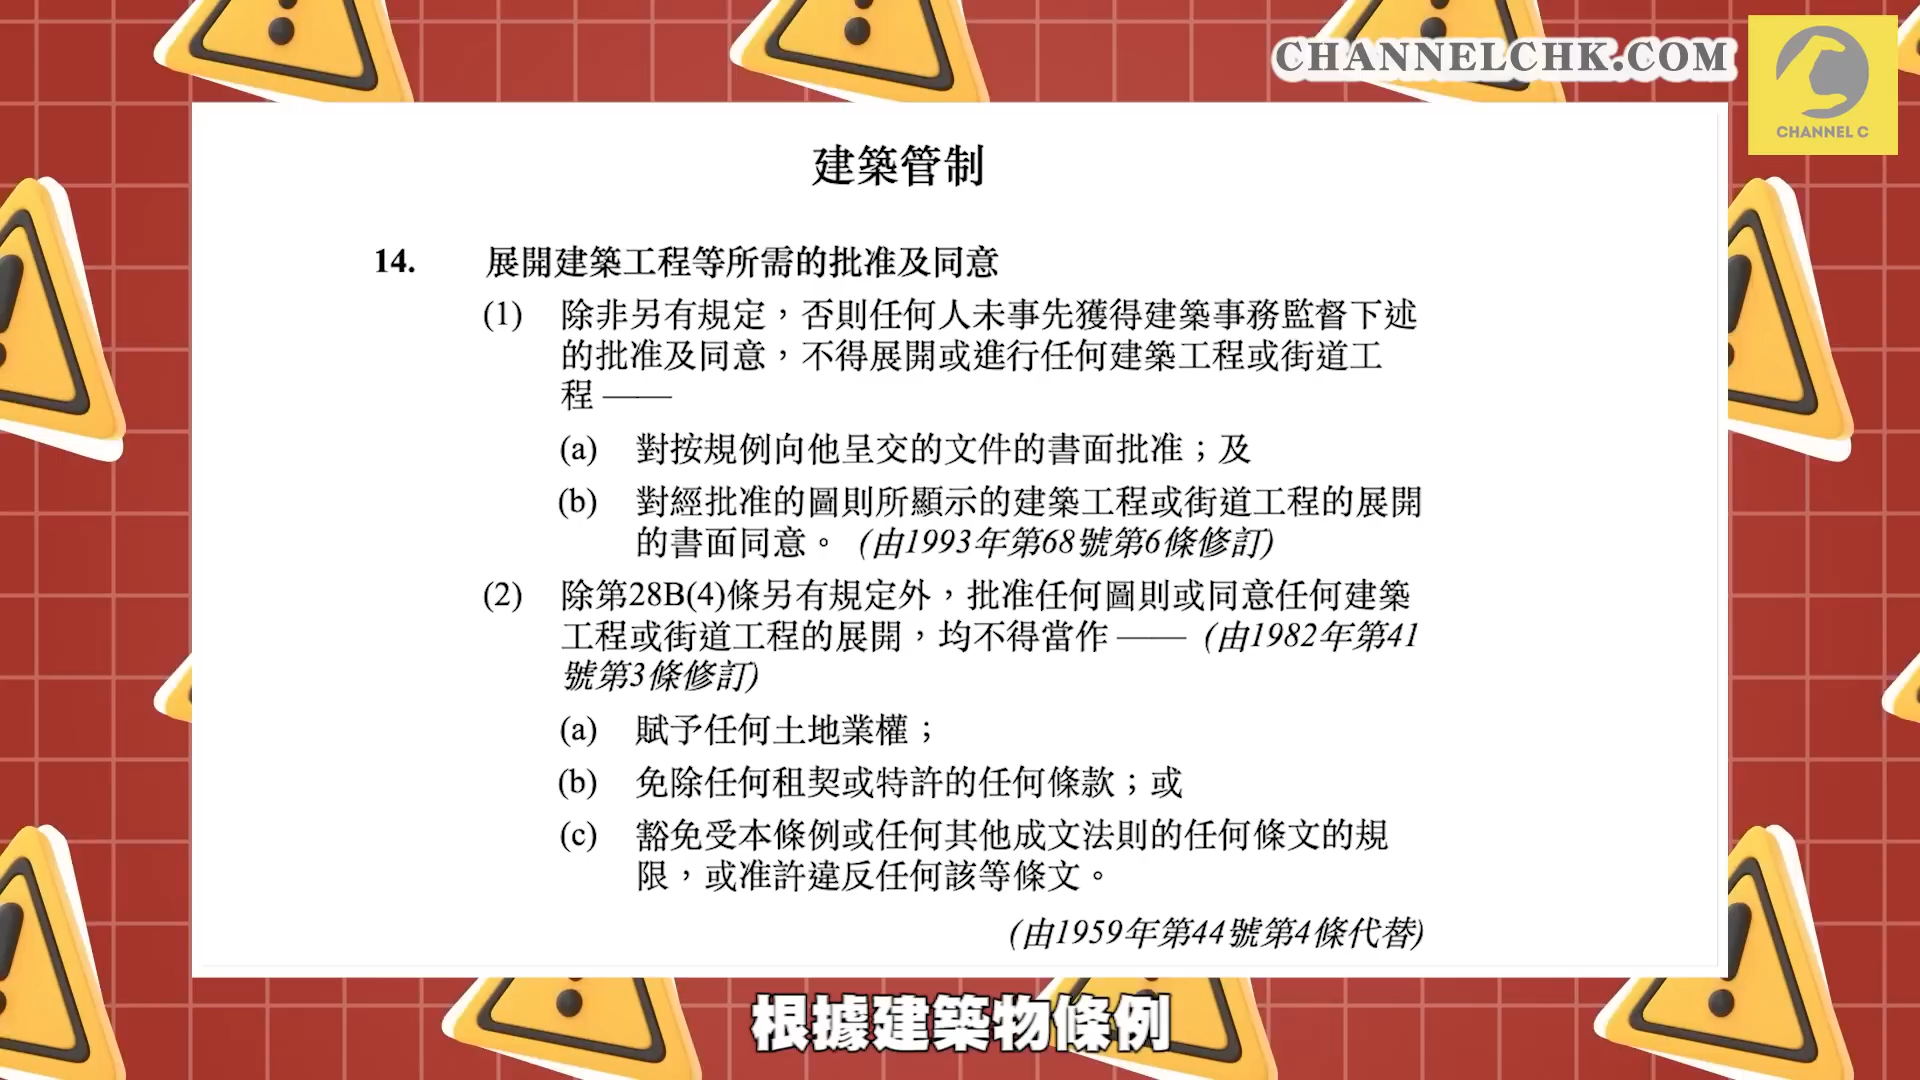 CHANNELCHK.COM
CHANNEL C
建築管制
14. 展開建築工程等所需的批准及同意
(1) 除非另有規定，否則任何人未事先獲得建築事務監督下述
的批准及同意，不得展開或進行任何建築工程或街道工
程 ——
(a) 對按規例向他呈交的文件的書面批准；及
(b) 對經批准的圖則所顯示的建築工程或街道工程的展開
的書面同意。 (由1993年第68號第6條修訂)
(2) 除第28B(4)條另有規定外，批准任何圖則或同意任何建築
工程或街道工程的展開，均不得當作 —— (由1982年第41
號第3條修訂)
(a) 賦予任何土地業權；
(b) 免除任何租契或特許的任何條款；或
(c) 豁免受本條例或任何其他成文法則的任何條文的規
限，或准許違反任何該等條文。
(由1959年第44號第4條代替)
根據建築物條例